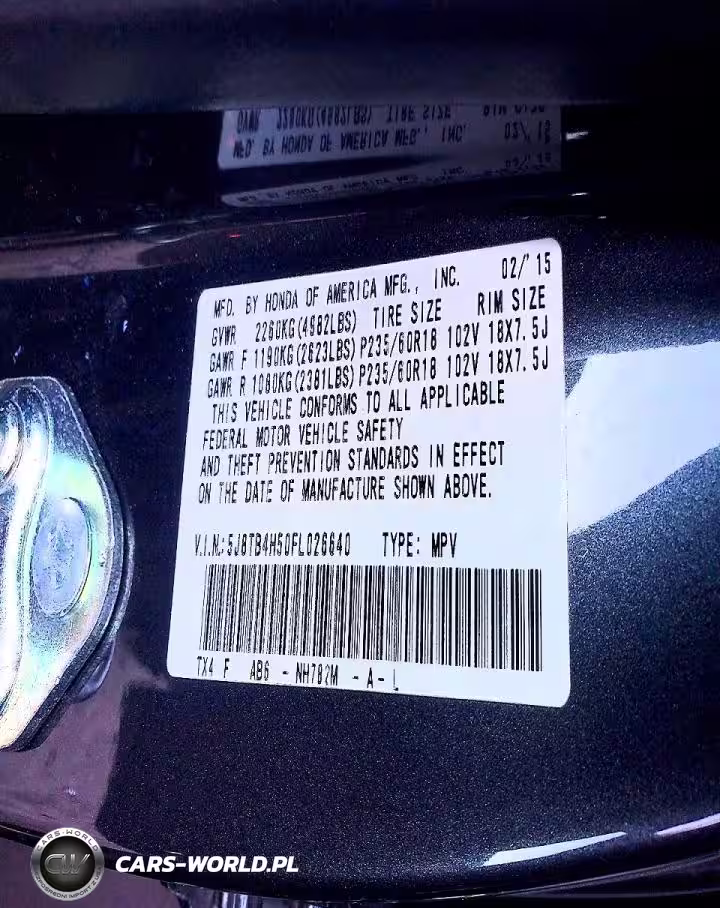 MFD. BY HONDA OF AMERICA MFG., INC. 02/'15
GVWR 2260KG(4982LBS) TIRE SIZE RIM SIZE
GAWR F 1190KG(2623LBS) P235/60R18 102V 18X7.5J
GAWR R 1080KG(2381LBS) P235/60R18 102V 18X7.5J
THIS VEHICLE CONFORMS TO ALL APPLICABLE
FEDERAL MOTOR VEHICLE SAFETY
AND THEFT PREVENTION STANDARDS IN EFFECT
ON THE DATE OF MANUFACTURE SHOWN ABOVE.
V.I.N.:5J8TB4H50FL026640 TYPE: MPV
TX4 F AB6 - NH782M - A - L
CARS-WORLD
CW
CARS-WORLD.PL